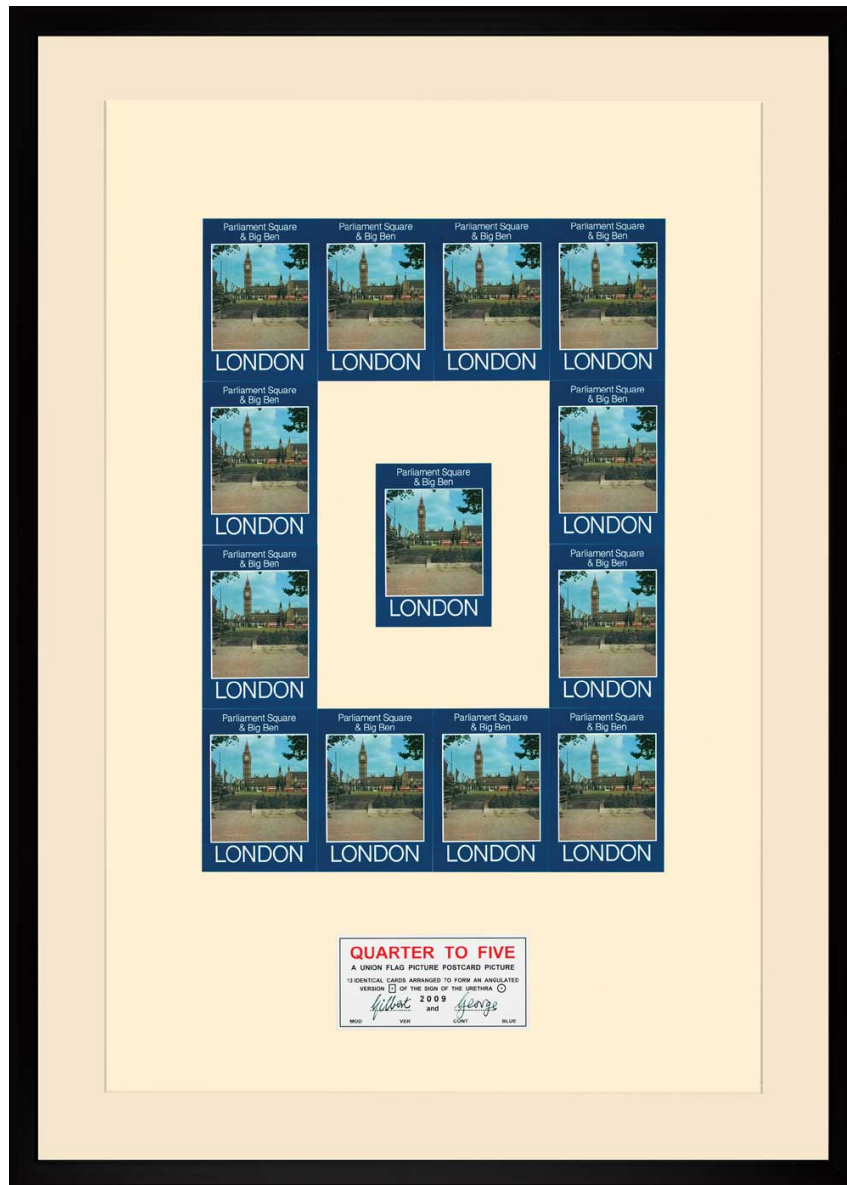 Parliament Square
& Big Ben
LONDON
Parliament Square
& Big Ben
LONDON
Parliament Square
& Big Ben
LONDON
Parliament Square
& Big Ben
LONDON
Parliament Square
& Big Ben
LONDON
Parliament Square
& Big Ben
LONDON
Parliament Square
& Big Ben
LONDON
Parliament Square
& Big Ben
LONDON
Parliament Square
& Big Ben
LONDON
Parliament Square
& Big Ben
LONDON
Parliament Square
& Big Ben
LONDON
Parliament Square
& Big Ben
LONDON
Parliament Square
& Big Ben
LONDON
QUARTER TO FIVE
A UNION FLAG PICTURE POSTCARD PICTURE
13 IDENTICAL CARDS ARRANGED TO FORM AN ANGULATED
VERSION OF THE SIGN OF THE URETHRA
Gilbert 2009 and George
MOD VER CONT BLUE